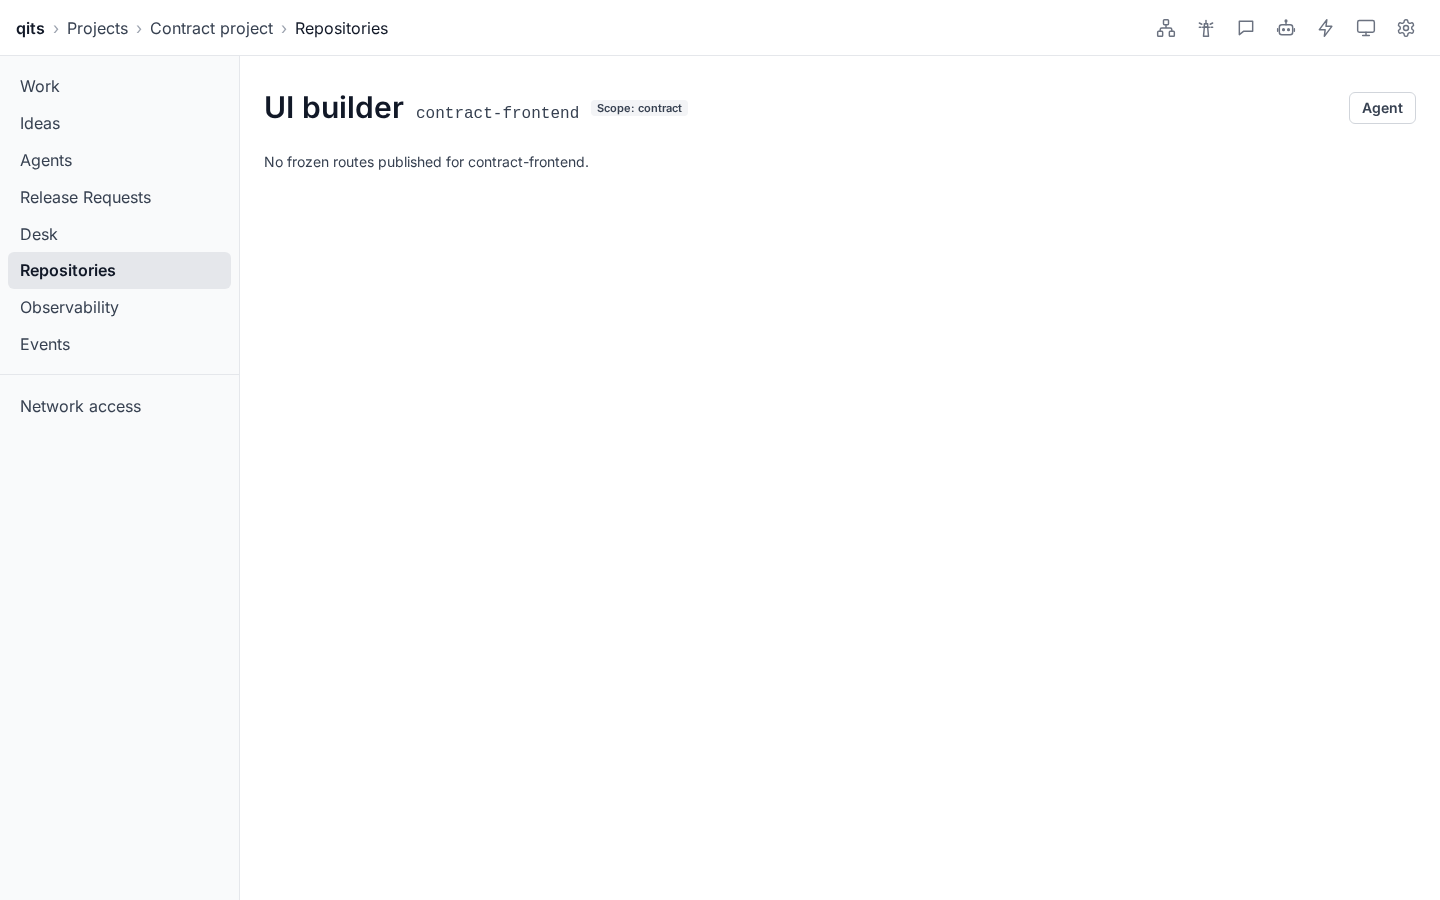 qits › Projects › Contract project › Repositories
Work
Ideas
Agents
Release Requests
Desk
Repositories
Observability
Events
Network access
UI builder contract-frontend Scope: contract
Agent
No frozen routes published for contract-frontend.